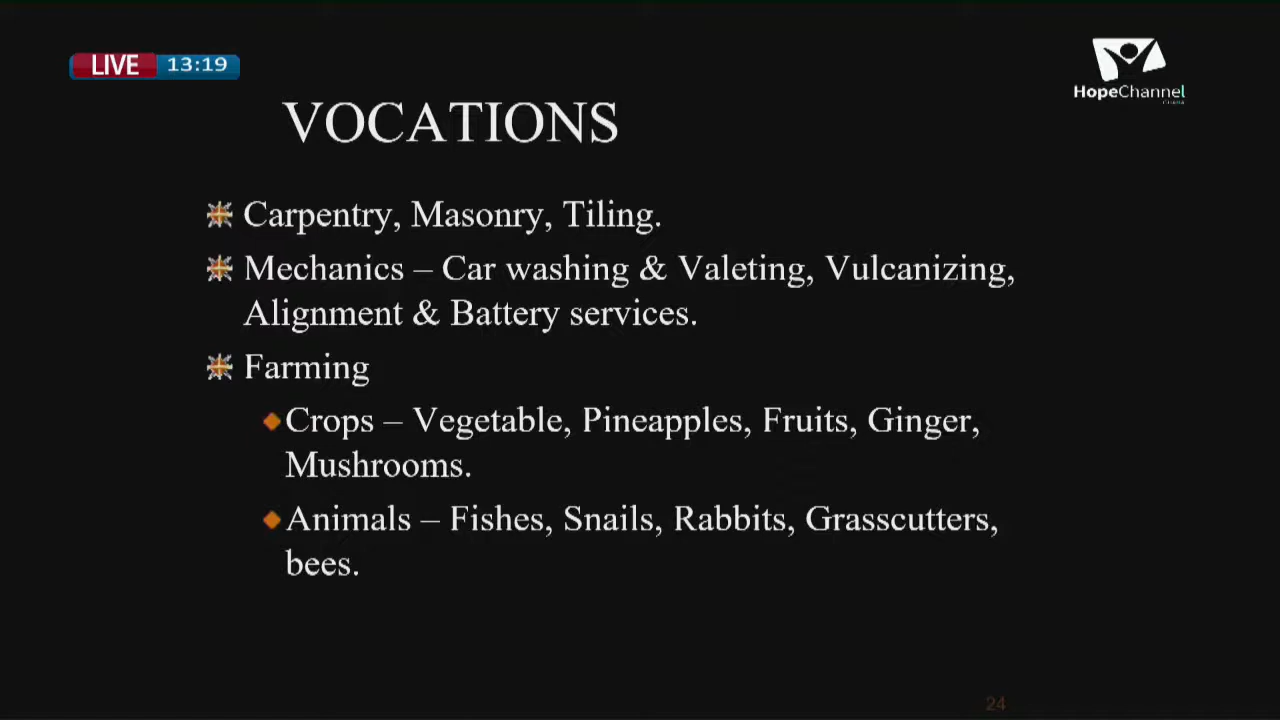 LIVE 13:19
HopeChannel
VOCATIONS
Carpentry, Masonry, Tiling.
Mechanics – Car washing & Valeting, Vulcanizing,
Alignment & Battery services.
Farming
Crops – Vegetable, Pineapples, Fruits, Ginger,
Mushrooms.
Animals – Fishes, Snails, Rabbits, Grasscutters,
bees.
24